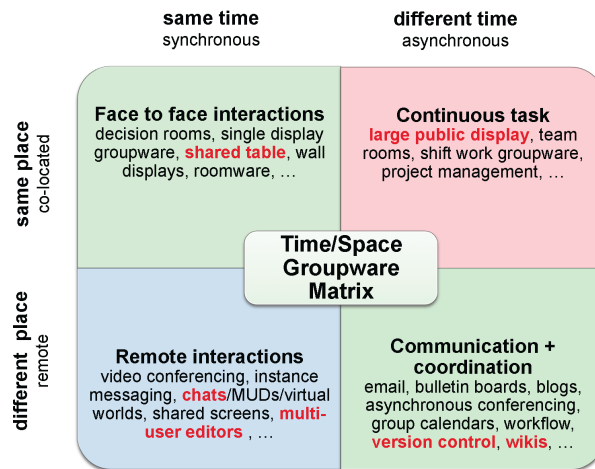 same time
synchronous
different time
asynchronous
same place
co-located
Face to face interactions
decision rooms, single display
groupware, shared table, wall
displays, roomware, …
Continuous task
large public display, team
rooms, shift work groupware,
project management, …
Time/Space
Groupware
Matrix
different  place
remote
Remote interactions
video conferencing, instance
messaging, chats/MUDs/virtual
worlds, shared screens, multi-
user editors , …
Communication +
coordination
email, bulletin boards, blogs,
asynchronous conferencing,
group calendars, workflow,
version control, wikis, …